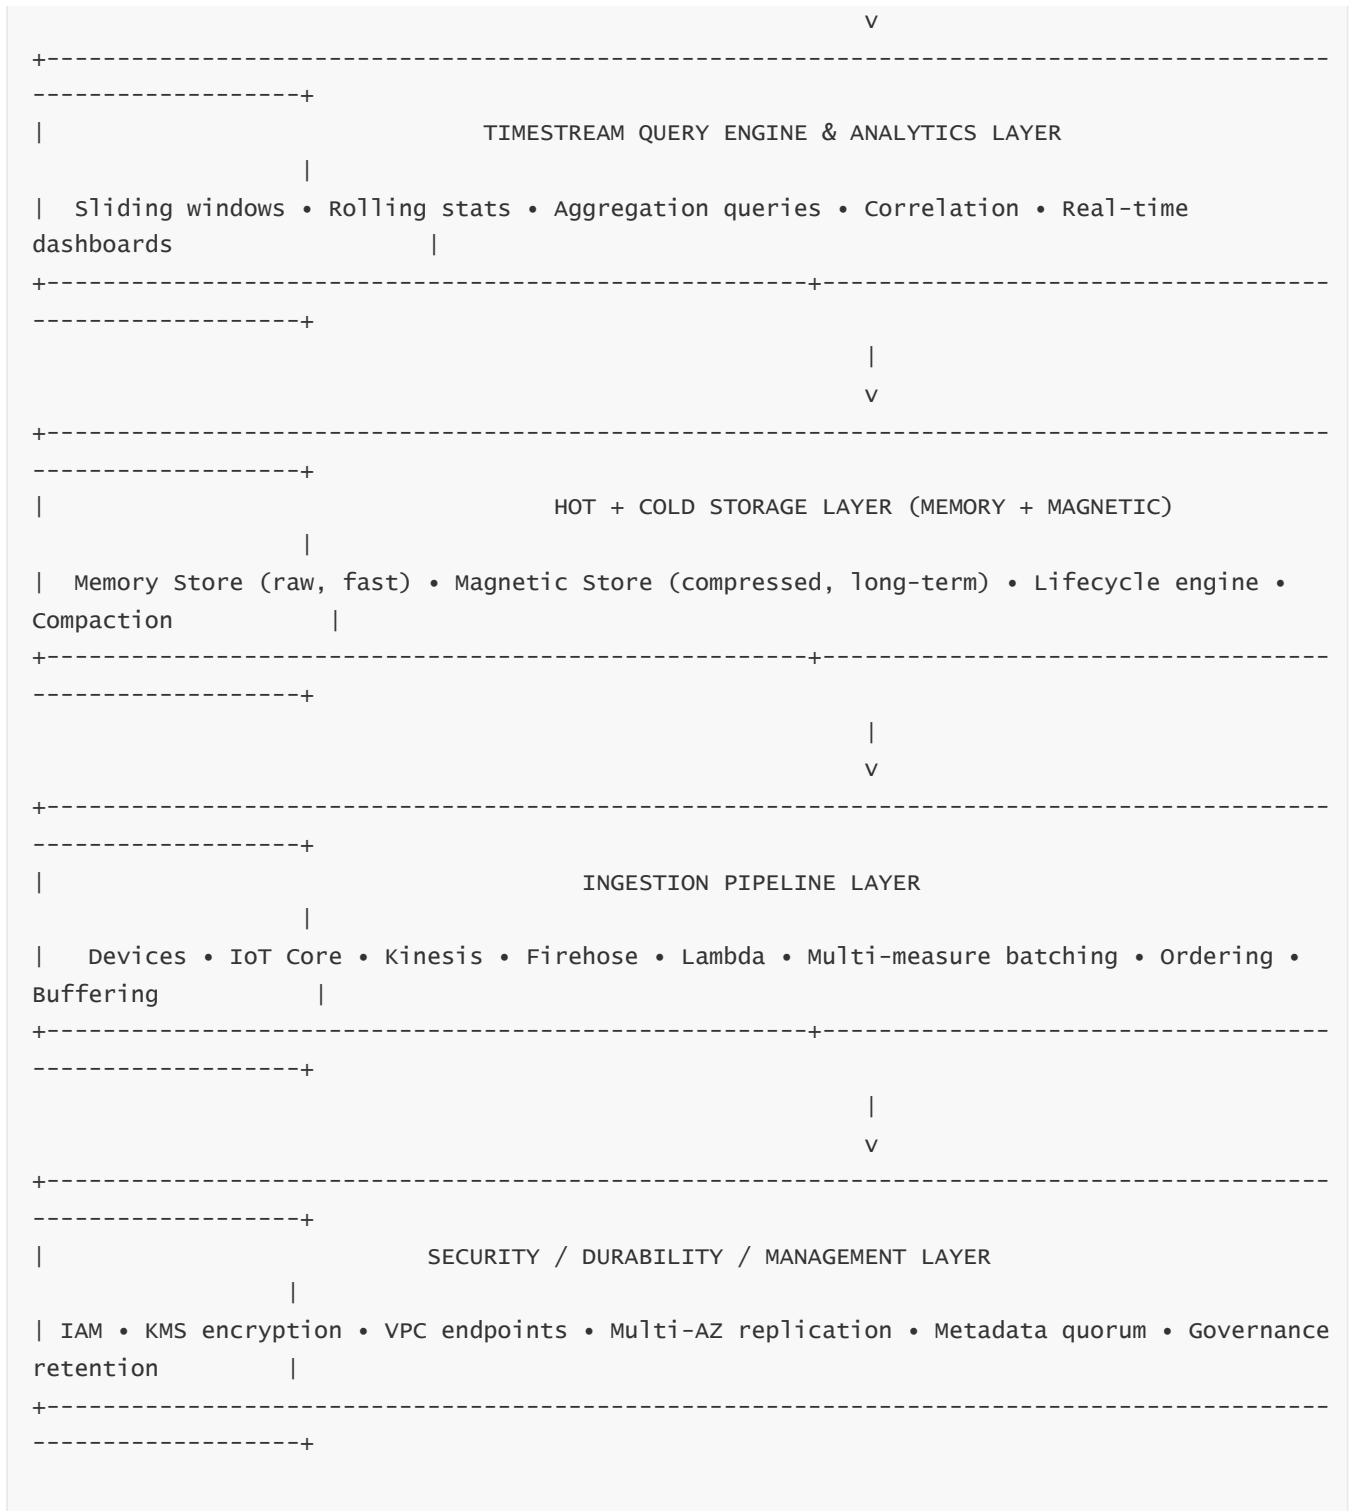 v
+-------------------------------------------------------------------------------------------
-------------------+
| TIMESTREAM QUERY ENGINE & ANALYTICS LAYER
|
| Sliding windows • Rolling stats • Aggregation queries • Correlation • Real-time
dashboards |
+------------------------------------------------------+------------------------------------
-------------------+
|
v
+-------------------------------------------------------------------------------------------
-------------------+
| HOT + COLD STORAGE LAYER (MEMORY + MAGNETIC)
|
| Memory Store (raw, fast) • Magnetic Store (compressed, long-term) • Lifecycle engine •
Compaction |
+------------------------------------------------------+------------------------------------
-------------------+
|
v
+-------------------------------------------------------------------------------------------
-------------------+
| INGESTION PIPELINE LAYER
|
| Devices • IoT Core • Kinesis • Firehose • Lambda • Multi-measure batching • Ordering •
Buffering |
+------------------------------------------------------+------------------------------------
-------------------+
|
v
+-------------------------------------------------------------------------------------------
-------------------+
| SECURITY / DURABILITY / MANAGEMENT LAYER
|
| IAM • KMS encryption • VPC endpoints • Multi-AZ replication • Metadata quorum • Governance
retention |
+-------------------------------------------------------------------------------------------
-------------------+